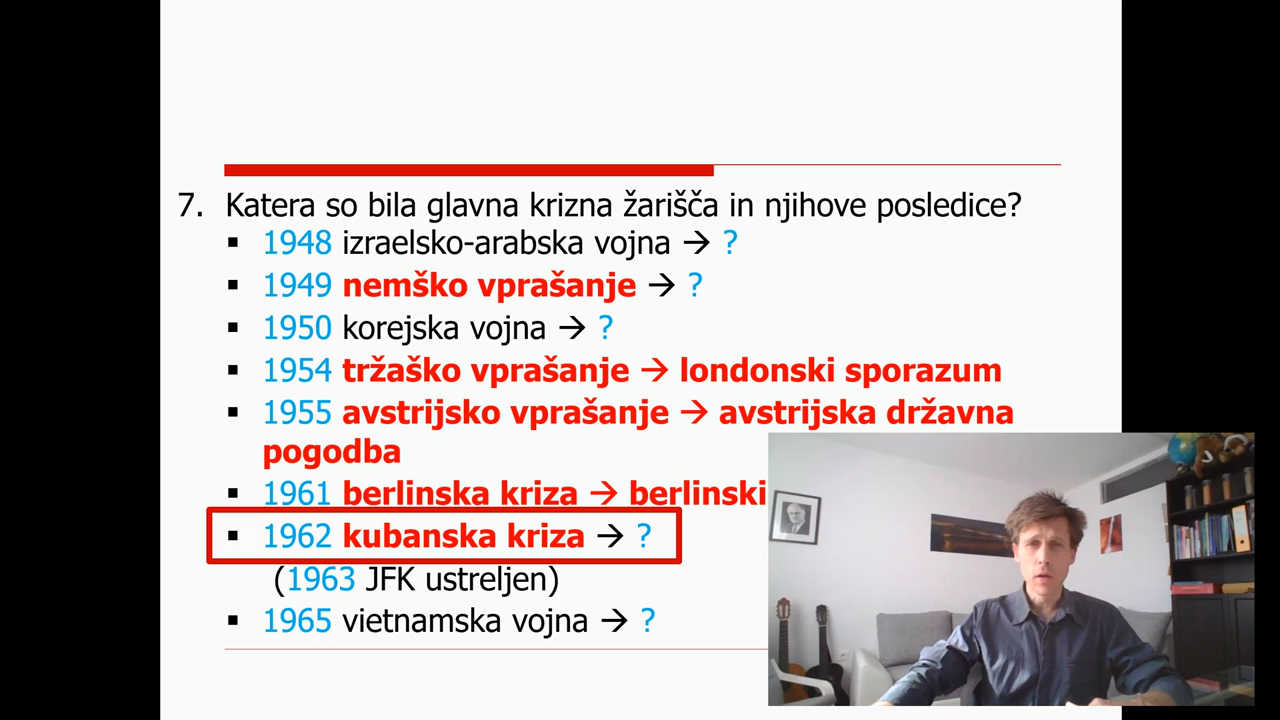 7. Katera so bila glavna krizna žarišča in njihove posledice?
▪ 1948 izraelsko-arabska vojna → ?
▪ 1949 nemško vprašanje → ?
▪ 1950 korejska vojna → ?
▪ 1954 tržaško vprašanje → londonski sporazum
▪ 1955 avstrijsko vprašanje → avstrijska državna
pogodba
▪ 1961 berlinska kriza → berlinski
▪ 1962 kubanska kriza → ?
(1963 JFK ustreljen)
▪ 1965 vietnamska vojna → ?